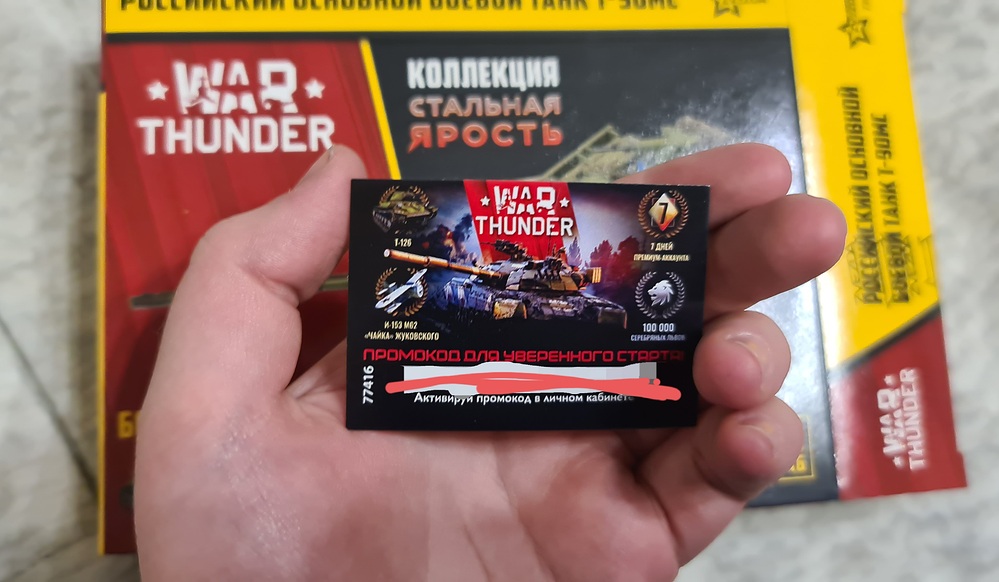 РОССИЙСКИЙ ОСНОВНОЙ БОЕВОЙ ТАНК Т-90МС
WAR
THUNDER
КОЛЛЕКЦИЯ
СТАЛЬНАЯ
ЯРОСТЬ
РОССИЙСКИЙ ОСНОВНОЙ
БОЕВОЙ ТАНК Т-90МС
WAR
THUNDER
WAR
THUNDER
Т-126
7
7 ДНЕЙ
ПРЕМИУМ-АККАУНТА
И-153 М62
«ЧАЙКА» ЖУКОВСКОГО
100 000
СЕРЕБРЯНЫХ ЛЬВОВ
ПРОМОКОД ДЛЯ УВЕРЕННОГО СТАРТА!
77416
Активируй промокод в личном кабинете